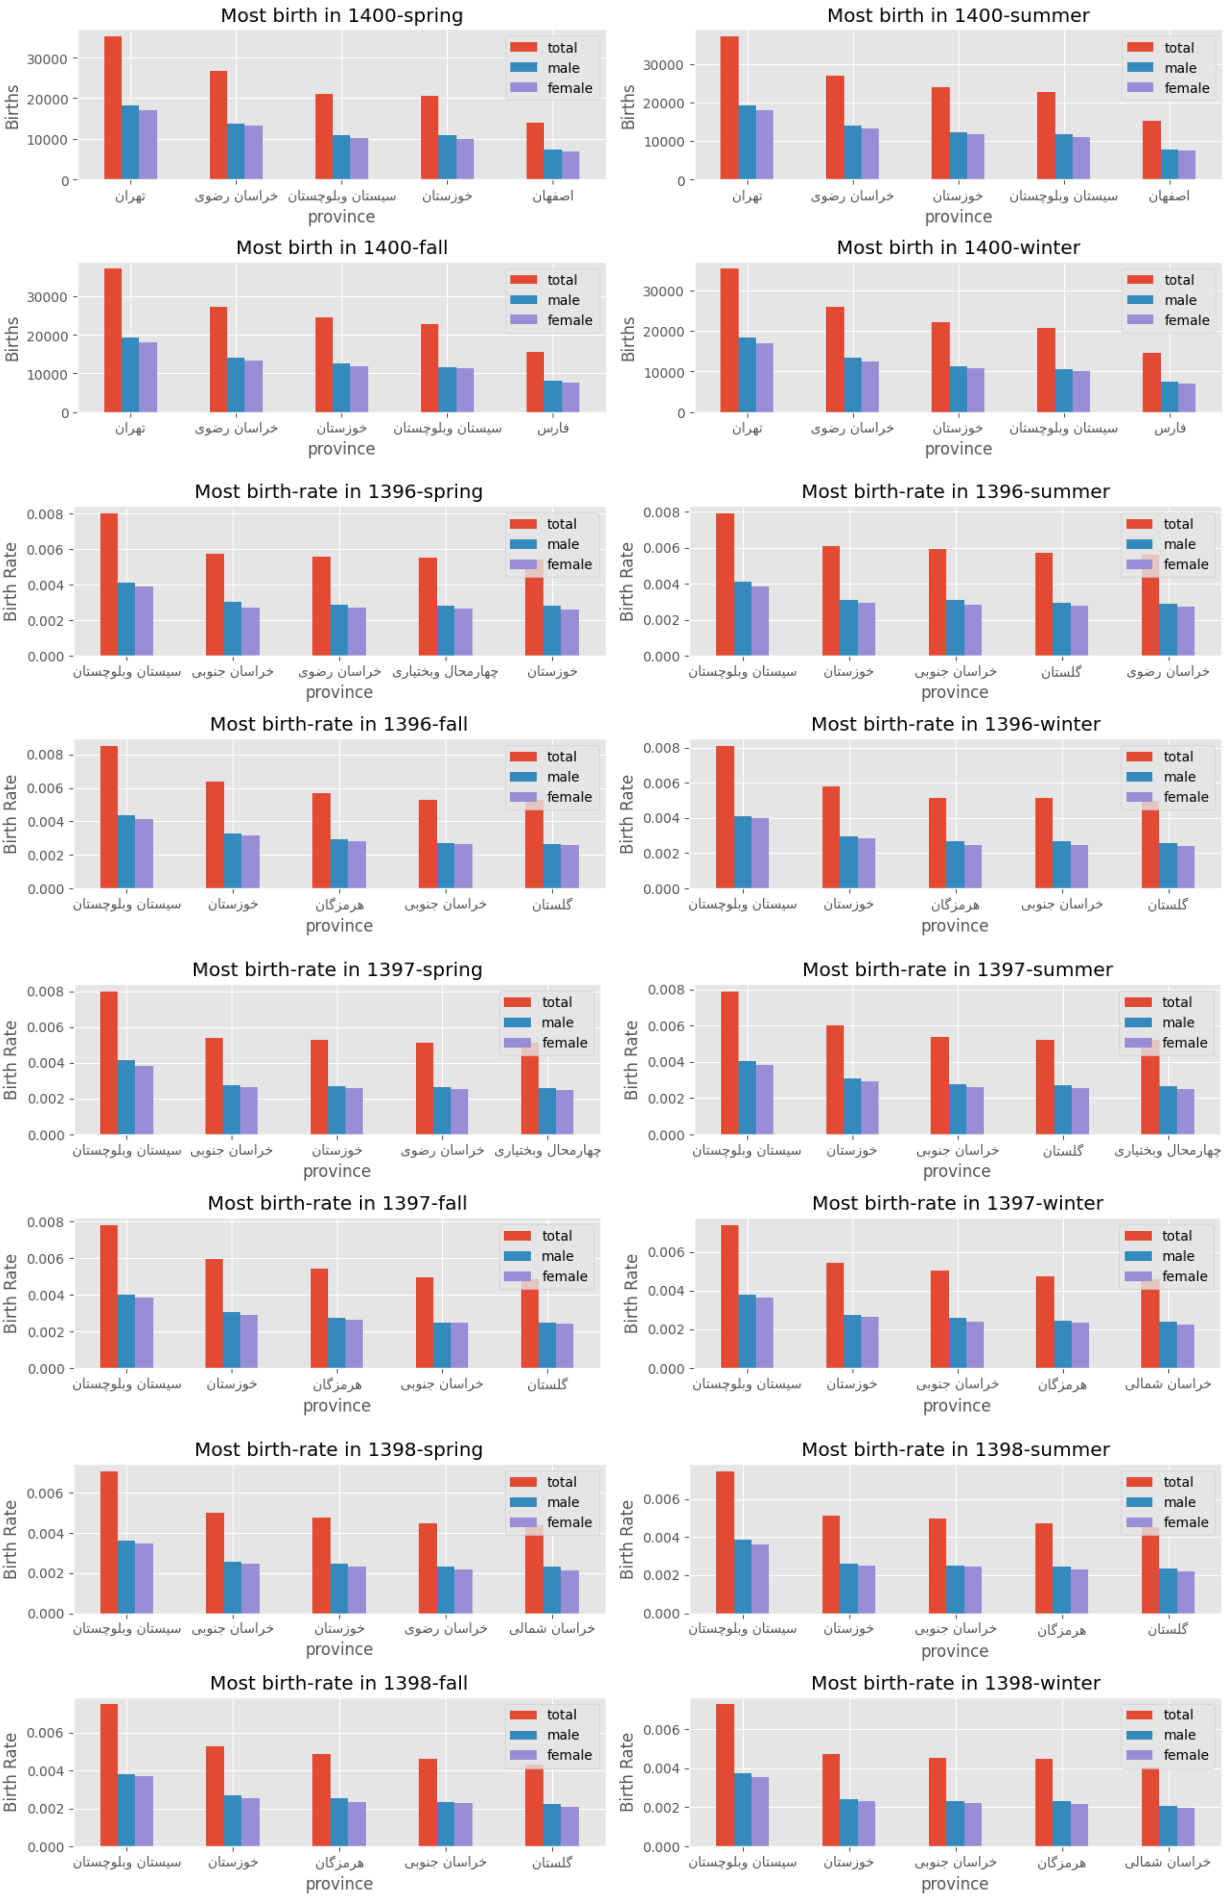 Most birth in 1400-spring
Births
30000
20000
10000
0
total
male
female
تهران خراسان رضوی سیستان وبلوچستان خوزستان اصفهان
province
Most birth in 1400-summer
Births
30000
20000
10000
0
total
male
female
تهران خراسان رضوی خوزستان سیستان وبلوچستان اصفهان
province
Most birth in 1400-fall
Births
30000
20000
10000
0
total
male
female
تهران خراسان رضوی خوزستان سیستان وبلوچستان فارس
province
Most birth in 1400-winter
Births
30000
20000
10000
0
total
male
female
تهران خراسان رضوی خوزستان سیستان وبلوچستان فارس
province
Most birth-rate in 1396-spring
Birth Rate
0.008
0.006
0.004
0.002
0.000
total
male
female
سیستان وبلوچستان خراسان جنوبی خراسان رضوی چهارمحال وبختیاری خوزستان
province
Most birth-rate in 1396-summer
Birth Rate
0.008
0.006
0.004
0.002
0.000
total
male
female
سیستان وبلوچستان خوزستان خراسان جنوبی گلستان خراسان رضوی
province
Most birth-rate in 1396-fall
Birth Rate
0.008
0.006
0.004
0.002
0.000
total
male
female
سیستان وبلوچستان خوزستان هرمزگان خراسان جنوبی گلستان
province
Most birth-rate in 1396-winter
Birth Rate
0.008
0.006
0.004
0.002
0.000
total
male
female
سیستان وبلوچستان خوزستان هرمزگان خراسان جنوبی گلستان
province
Most birth-rate in 1397-spring
Birth Rate
0.008
0.006
0.004
0.002
0.000
total
male
female
سیستان وبلوچستان خراسان جنوبی خوزستان خراسان رضوی چهارمحال وبختیاری
province
Most birth-rate in 1397-summer
Birth Rate
0.008
0.006
0.004
0.002
0.000
total
male
female
سیستان وبلوچستان خوزستان خراسان جنوبی گلستان چهارمحال وبختیاری
province
Most birth-rate in 1397-fall
Birth Rate
0.008
0.006
0.004
0.002
0.000
total
male
female
سیستان وبلوچستان خوزستان هرمزگان خراسان جنوبی گلستان
province
Most birth-rate in 1397-winter
Birth Rate
0.006
0.004
0.002
0.000
total
male
female
سیستان وبلوچستان خوزستان خراسان جنوبی هرمزگان خراسان شمالی
province
Most birth-rate in 1398-spring
Birth Rate
0.006
0.004
0.002
0.000
total
male
female
سیستان وبلوچستان خراسان جنوبی خوزستان خراسان رضوی خراسان شمالی
province
Most birth-rate in 1398-summer
Birth Rate
0.006
0.004
0.002
0.000
total
male
female
سیستان وبلوچستان خوزستان خراسان جنوبی هرمزگان گلستان
province
Most birth-rate in 1398-fall
Birth Rate
0.006
0.004
0.002
0.000
total
male
female
سیستان وبلوچستان خوزستان هرمزگان خراسان جنوبی گلستان
province
Most birth-rate in 1398-winter
Birth Rate
0.006
0.004
0.002
0.000
total
male
female
سیستان وبلوچستان خوزستان خراسان جنوبی هرمزگان خراسان شمالی
province